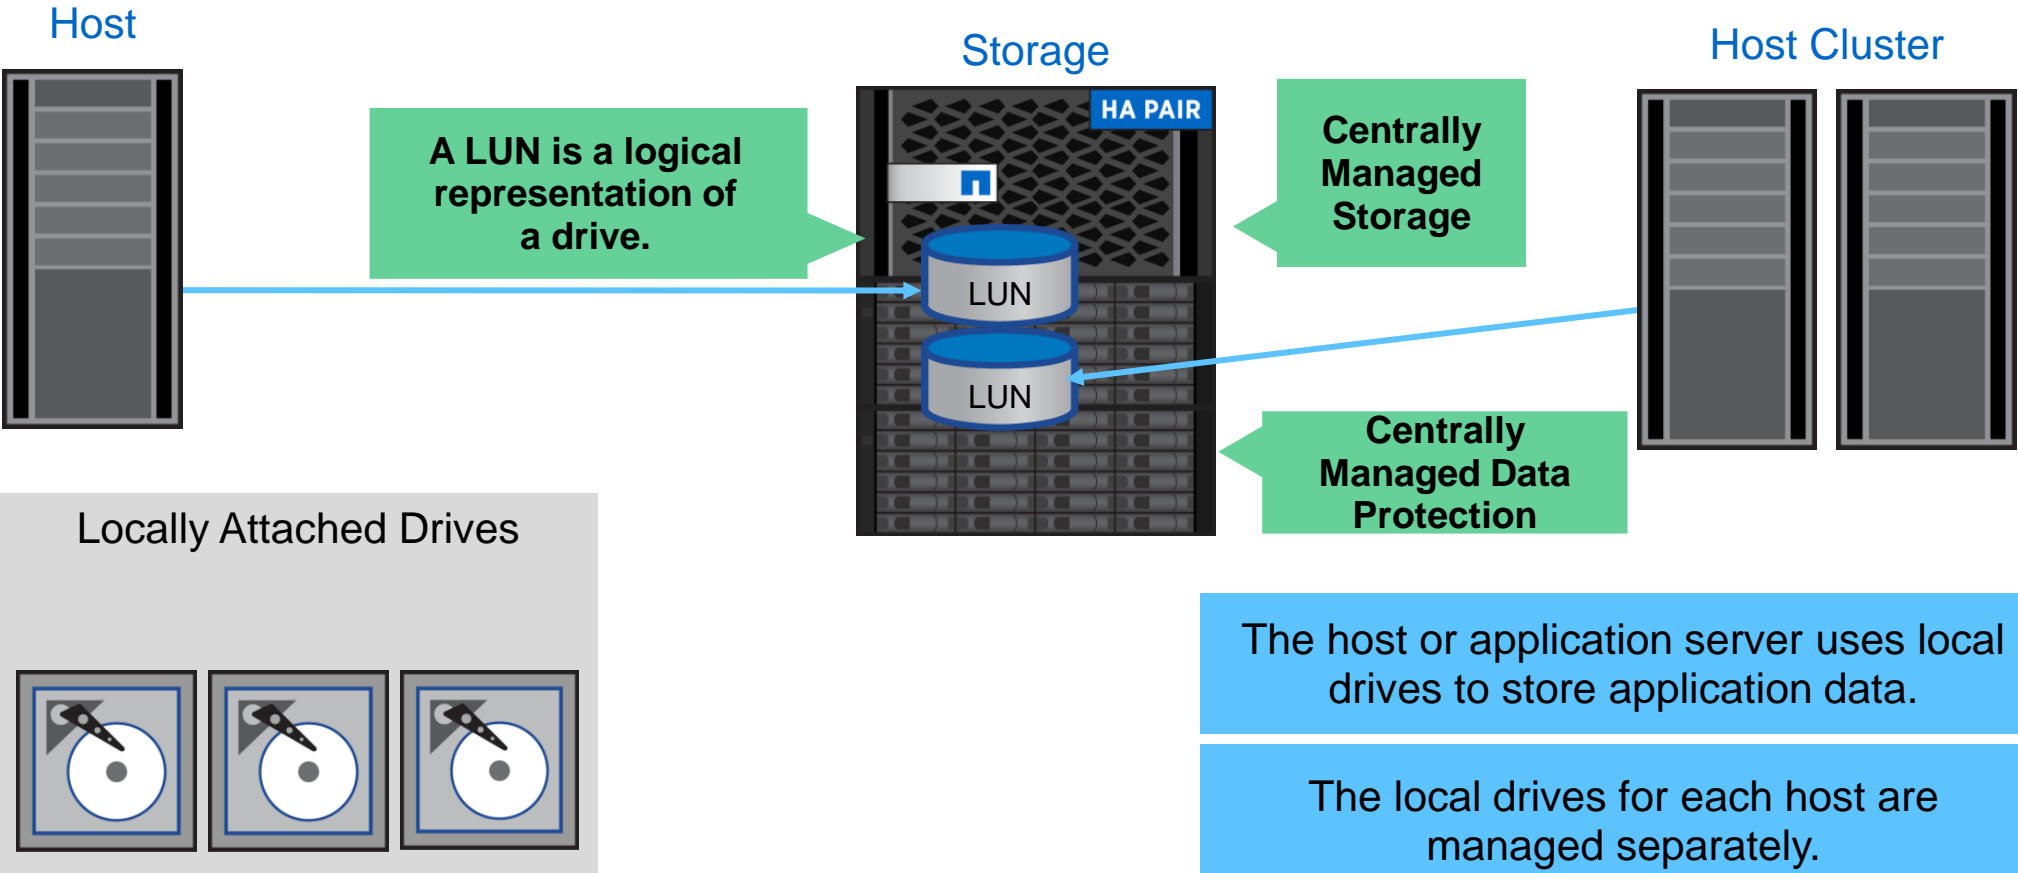 Host
Storage
Host Cluster
HA PAIR
A LUN is a logical
representation of
a drive.
Centrally
Managed
Storage
LUN
LUN
Centrally
Managed Data
Protection
Locally Attached Drives
The host or application server uses local
drives to store application data.
The local drives for each host are
managed separately.